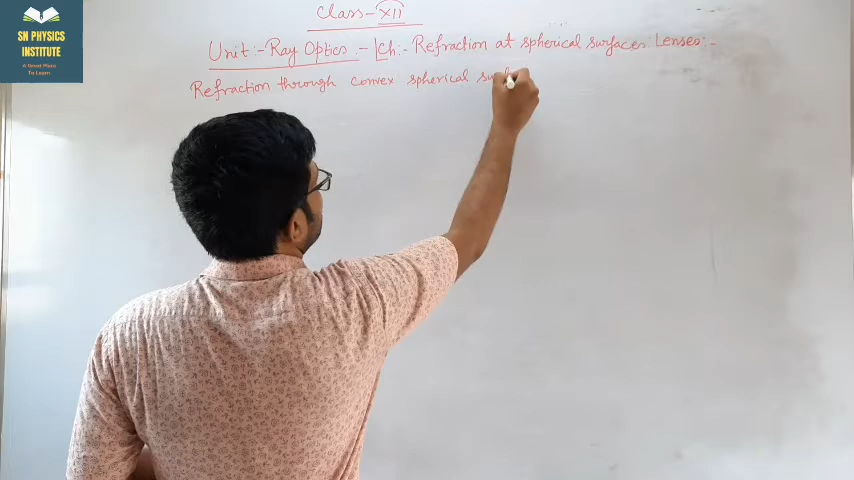 SN PHYSICS
INSTITUTE
A Great Place
To Learn
Class - XII
Unit :- Ray Optics :- Ch :- Refraction at spherical surfaces Lenses :-
Refraction through convex spherical